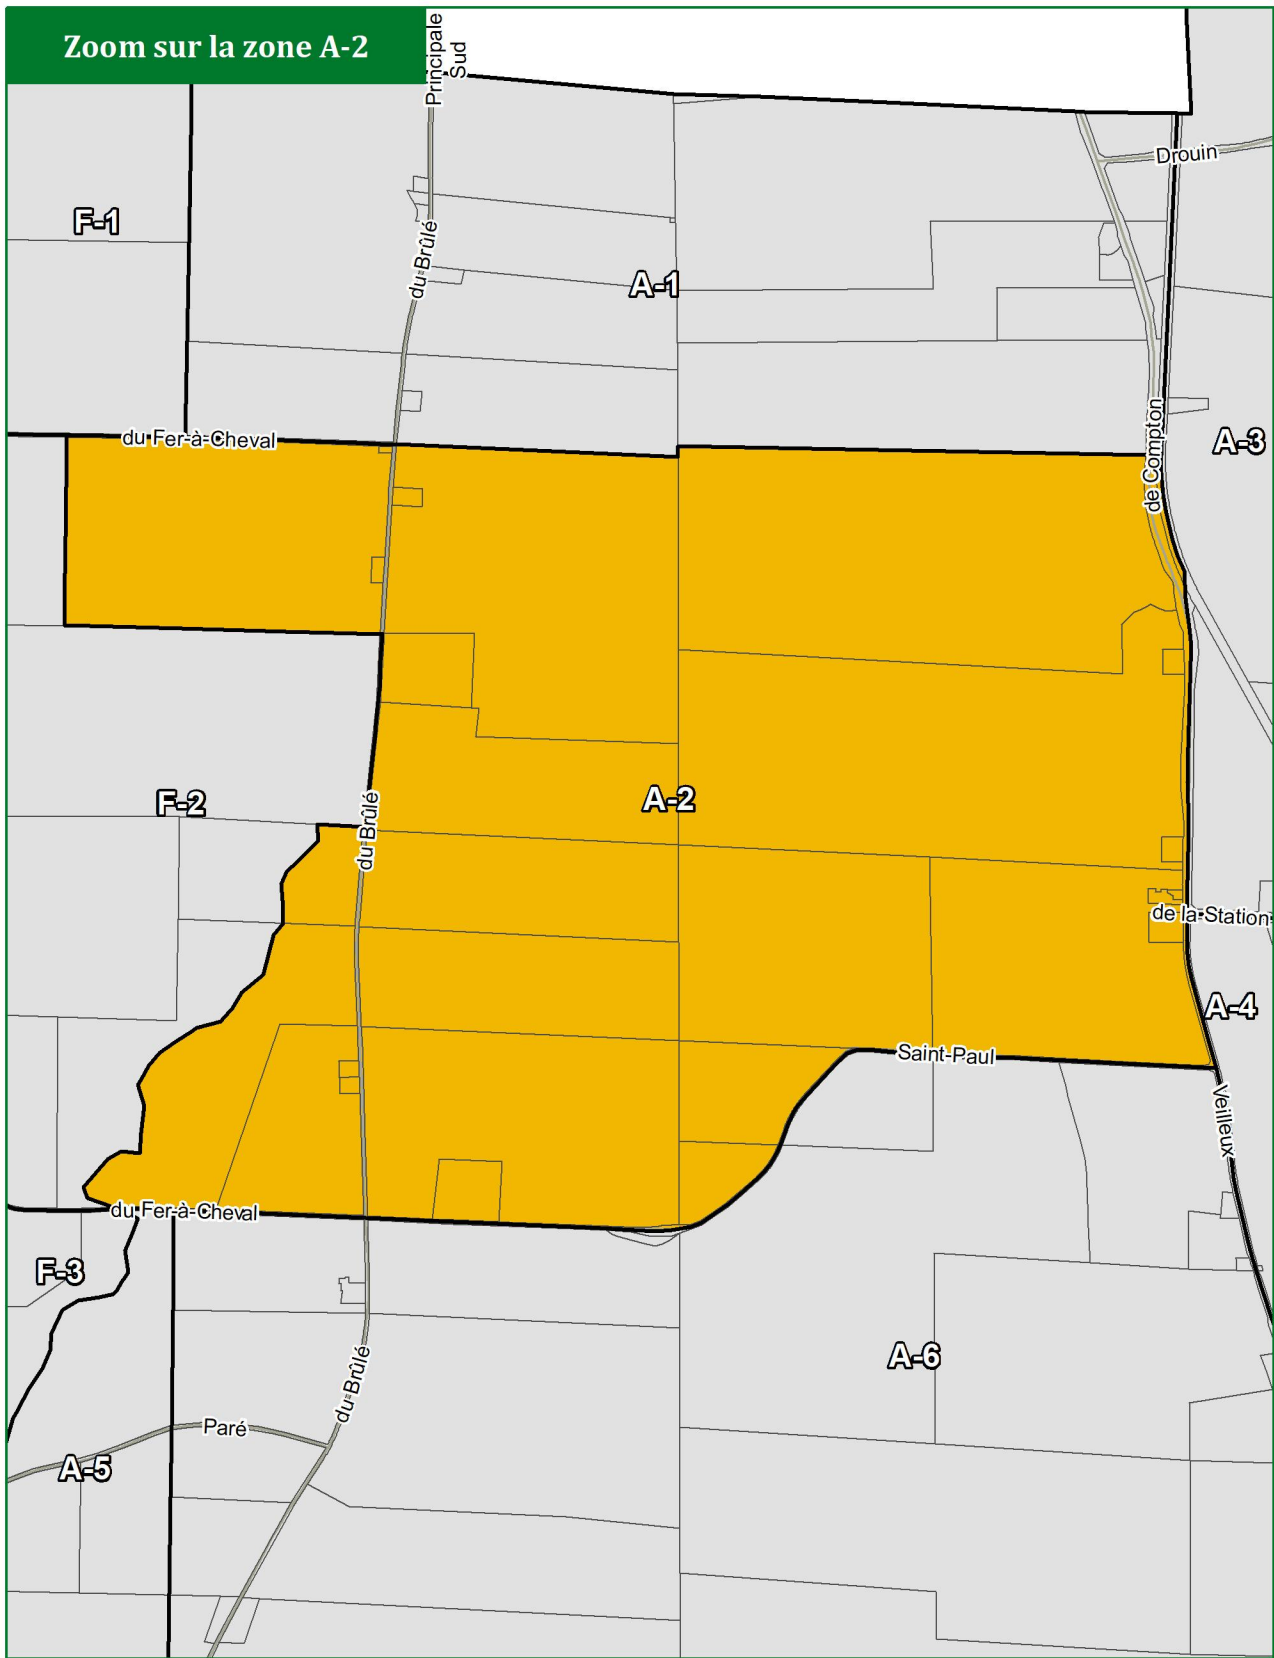 Zoom sur la zone A-2
Principale
Sud
Drouin
F-1
du Brûlé
A-1
de Compton
du Fer-à-Cheval
A-3
F-2
du Brûlé
A-2
de la Station
A-4
Saint-Paul
Veilleux
du Fer-à-Cheval
F-3
A-6
du Brûlé
Paré
A-5